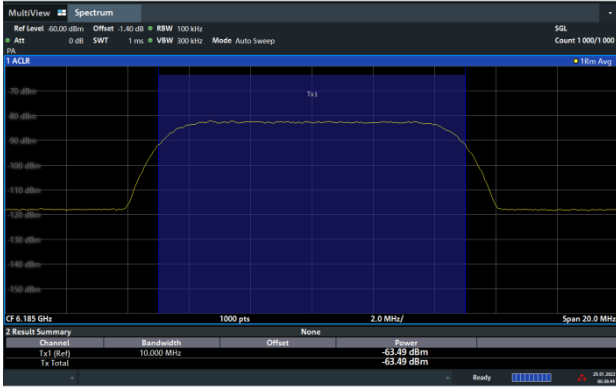 MultiView Spectrum
Ref Level -60.00 dBm Offset -1.40 dB RBW 100 kHz SGL
Att 0 dB SWT 1 ms VBW 300 kHz Mode Auto Sweep Count 1 000/1 000
PA
1 ACLR 1Rm Avg
Tx1
-70 dBm
-80 dBm
-90 dBm
-100 dBm
-110 dBm
-120 dBm
-130 dBm
-140 dBm
-150 dBm
CF 6.185 GHz 1000 pts 2.0 MHz/ Span 20.0 MHz
2 Result Summary None
Channel Bandwidth Offset Power
Tx1 (Ref) 10.000 MHz -63.49 dBm
Tx Total -63.49 dBm
Ready 20.01.2022